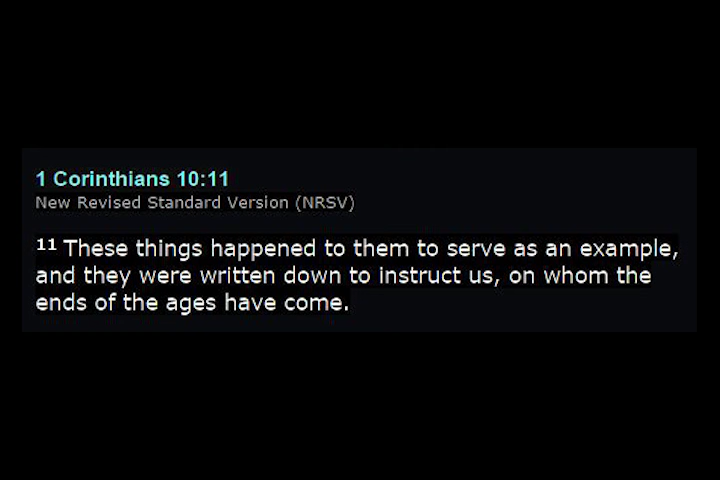 1 Corinthians 10:11
New Revised Standard Version (NRSV)
11 These things happened to them to serve as an example,
and they were written down to instruct us, on whom the
ends of the ages have come.